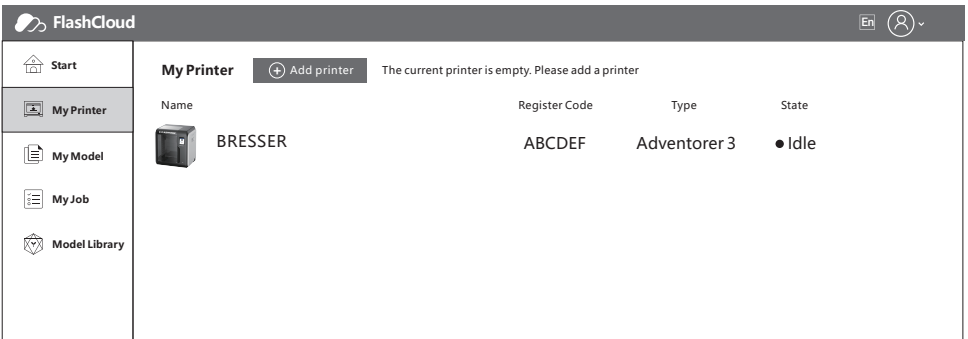 FlashCloud
En
Start
My Printer
My Model
My Job
Model Library
My Printer
Add printer
The current printer is empty. Please add a printer
Name Register Code Type State
BRESSER ABCDEF Adventorer 3 Idle